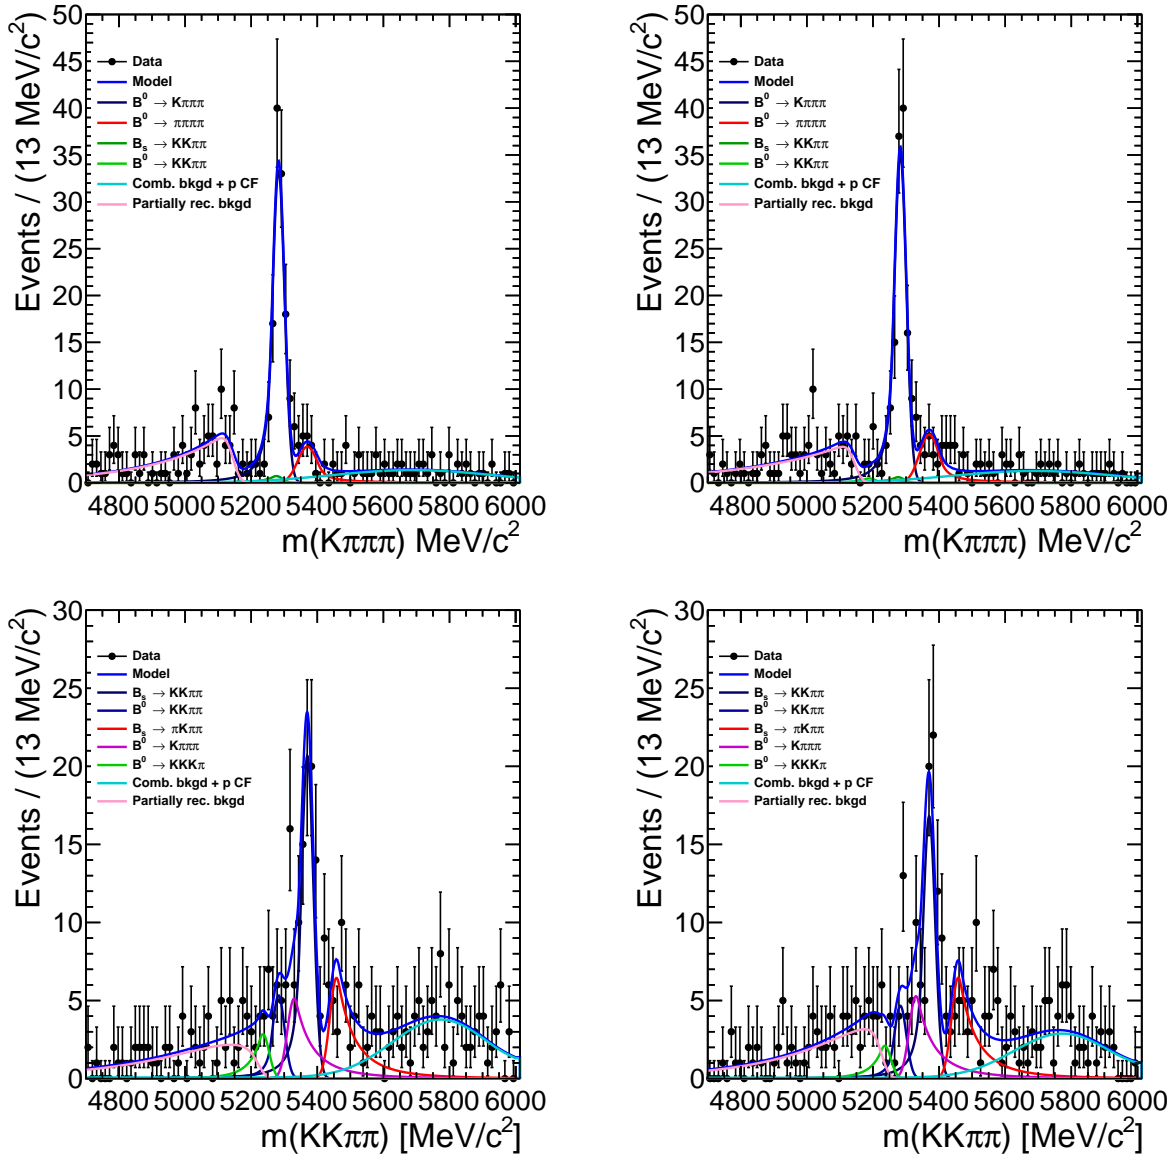 Events / (13 MeV/c²)
50
45
40
35
30
25
20
15
10
5
0
Data
Model
B⁰ → Kπππ
B⁰ → ππππ
Bₛ → KKππ
B⁰ → KKππ
Comb. bkgd + p CF
Partially rec. bkgd
4800 5000 5200 5400 5600 5800 6000
m(Kπππ) MeV/c²
Events / (13 MeV/c²)
50
45
40
35
30
25
20
15
10
5
0
Data
Model
B⁰ → Kπππ
B⁰ → ππππ
Bₛ → KKππ
B⁰ → KKππ
Comb. bkgd + p CF
Partially rec. bkgd
4800 5000 5200 5400 5600 5800 6000
m(Kπππ) MeV/c²
Events / (13 MeV/c²)
30
25
20
15
10
5
0
Data
Model
Bₛ → KKππ
B⁰ → KKππ
Bₛ → πKππ
B⁰ → Kπππ
B⁰ → KKKπ
Comb. bkgd + p CF
Partially rec. bkgd
4800 5000 5200 5400 5600 5800 6000
m(KKππ) [MeV/c²]
Events / (13 MeV/c²)
30
25
20
15
10
5
0
Data
Model
Bₛ → KKππ
B⁰ → KKππ
Bₛ → πKππ
B⁰ → Kπππ
B⁰ → KKKπ
Comb. bkgd + p CF
Partially rec. bkgd
4800 5000 5200 5400 5600 5800 6000
m(KKππ) [MeV/c²]